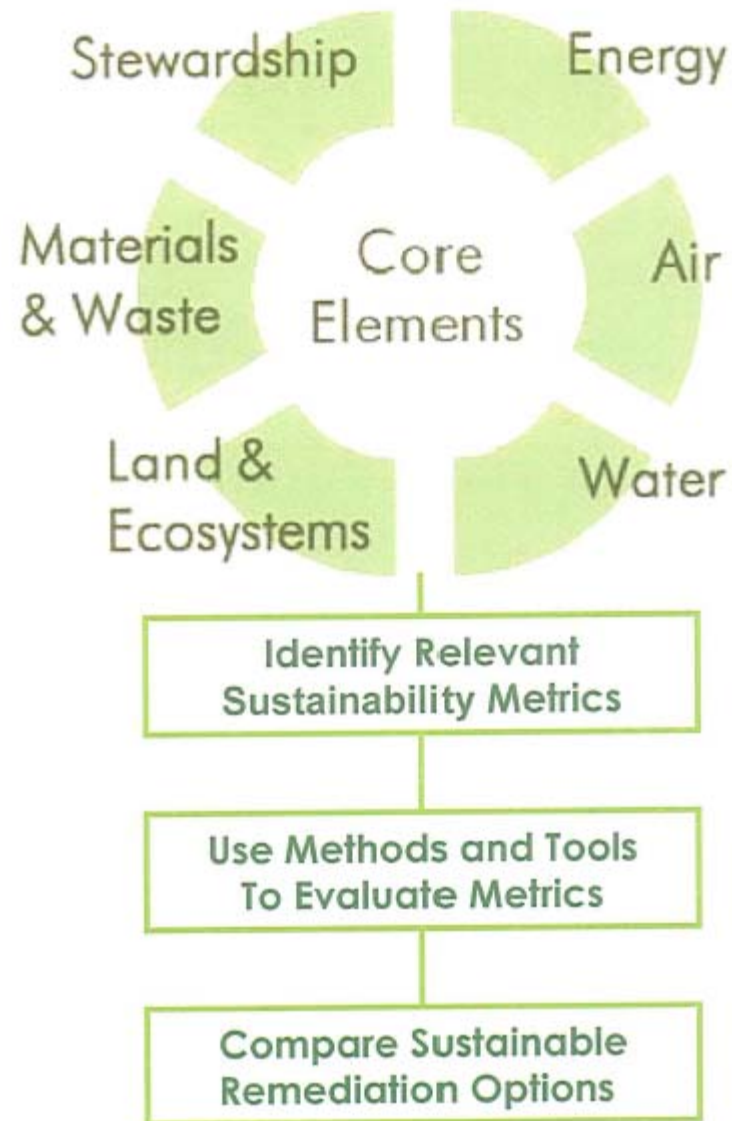 Stewardship
Energy
Materials
& Waste
Core
Elements
Air
Land &
Ecosystems
Water
Identify Relevant
Sustainability Metrics
Use Methods and Tools
To Evaluate Metrics
Compare Sustainable
Remediation Options